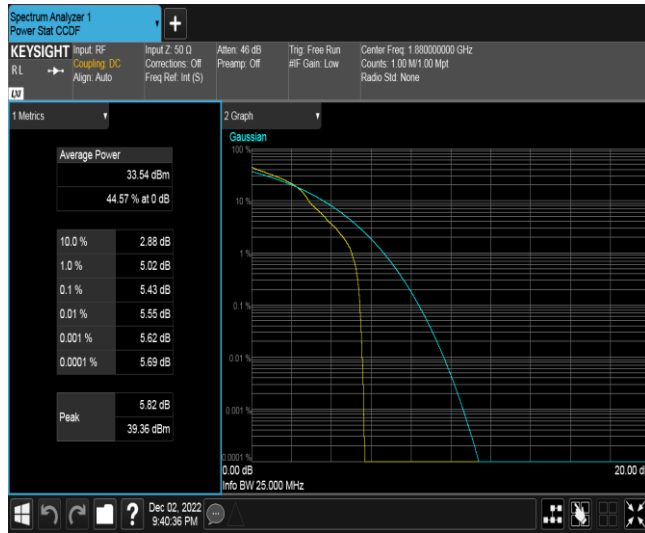 Spectrum Analyzer 1
Power Stat CCDF
+
KEYSIGHT
RL
LXI
Input: RF
Coupling: DC
Align: Auto
Input Z: 50 Ω
Corrections: Off
Freq Ref: Int (S)
Atten: 46 dB
Preamp: Off
Trig: Free Run
#IF Gain: Low
Center Freq: 1.880000000 GHz
Counts: 1.00 M/1.00 Mpt
Radio Std: None
1 Metrics
Average Power
33.54 dBm
44.57 % at 0 dB
10.0 % 2.88 dB
1.0 % 5.02 dB
0.1 % 5.43 dB
0.01 % 5.55 dB
0.001 % 5.62 dB
0.0001 % 5.69 dB
Peak
5.82 dB
39.36 dBm
2 Graph
Gaussian
100 %
10 %
1 %
0.1 %
0.01 %
0.001 %
0.0001 %
0.00 dB
20.00 d
Info BW 25.000 MHz
?
Dec 02, 2022
9:40:36 PM